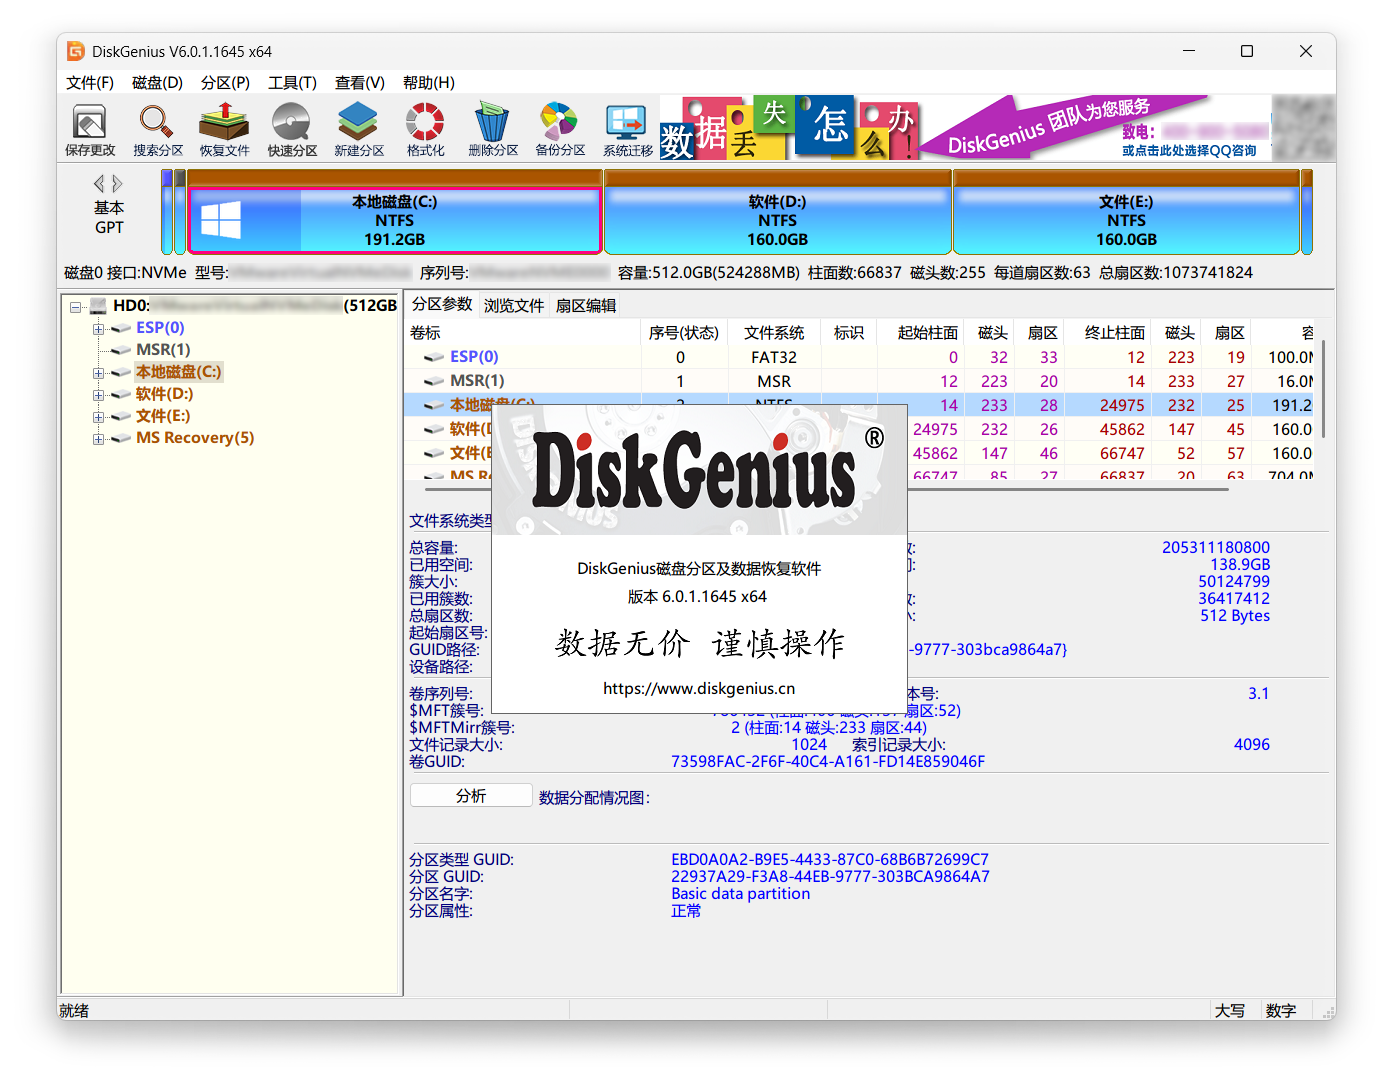 DiskGenius V6.0.1.1645 x64
文件(F) 磁盘(D) 分区(P) 工具(T) 查看(V) 帮助(H)
保存更改 搜索分区 恢复文件 快速分区 新建分区 格式化 删除分区 备份分区 系统迁移
数据丢失怎么办!
DiskGenius 团队为您服务
致电:
或点击此处选择QQ咨询
基本
GPT
本地磁盘(C:)
NTFS
191.2GB
软件(D:)
NTFS
160.0GB
文件(E:)
NTFS
160.0GB
磁盘0 接口:NVMe 型号: 序列号: 容量:512.0GB(524288MB) 柱面数:66837 磁头数:255 每道扇区数:63 总扇区数:1073741824
HD0: (512GB
ESP(0)
MSR(1)
本地磁盘(C:)
软件(D:)
文件(E:)
MS Recovery(5)
分区参数 浏览文件 扇区编辑
卷标 序号(状态) 文件系统 标识 起始柱面 磁头 扇区 终止柱面 磁头 扇区 容
ESP(0) 0 FAT32 0 32 33 12 223 19 100.0
MSR(1) 1 MSR 12 223 20 14 233 27 16.0
本地磁盘(C:) 2 NTFS 14 233 28 24975 232 25 191.2
软件(D 24975 232 26 45862 147 45 160.0
文件(E 45862 147 46 66747 52 57 160.0
MS Re 66747 85 27 66837 20 63 704.0
DiskGenius®
DiskGenius磁盘分区及数据恢复软件
版本 6.0.1.1645 x64
数据无价 谨慎操作
https://www.diskgenius.cn
文件系统类型
总容量: 数: 205311180800
已用空间: 间: 138.9GB
簇大小: 50124799
已用簇数: 数: 36417412
总扇区数: 小: 512 Bytes
起始扇区号:
GUID路径: -9777-303bca9864a7}
设备路径:
卷序列号: 本号: 3.1
$MFT簇号: 扇区:52)
$MFTMirr簇号: 2 (柱面:14 磁头:233 扇区:44)
文件记录大小: 1024 索引记录大小: 4096
卷GUID: 73598FAC-2F6F-40C4-A161-FD14E859046F
分析 数据分配情况图:
分区类型 GUID: EBD0A0A2-B9E5-4433-87C0-68B6B72699C7
分区 GUID: 22937A29-F3A8-44EB-9777-303BCA9864A7
分区名字: Basic data partition
分区属性: 正常
就绪 大写 数字